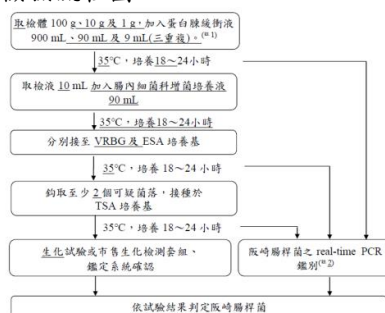 取檢體 100 g、10 g 及 1 g,加入蛋白腖緩衝液
900 mL、90 mL 及 9 mL(三重複)。(註1)
35℃,培養18~24小時
取檢液 10 mL 加入腸內細菌科增菌培養液
90 mL
35℃,培養18~24小時
分別接至 VRBG 及 ESA 培養基
35℃,培養 18~24 小時
鈎取至少 2 個可疑菌落,接種於
TSA 培養基
35℃,培養 18~24 小時
生化試驗或市售生化檢測套組、
鑑定系統確認
阪崎腸桿菌之 real-time PCR
鑑別(註2)
依試驗結果判定阪崎腸桿菌